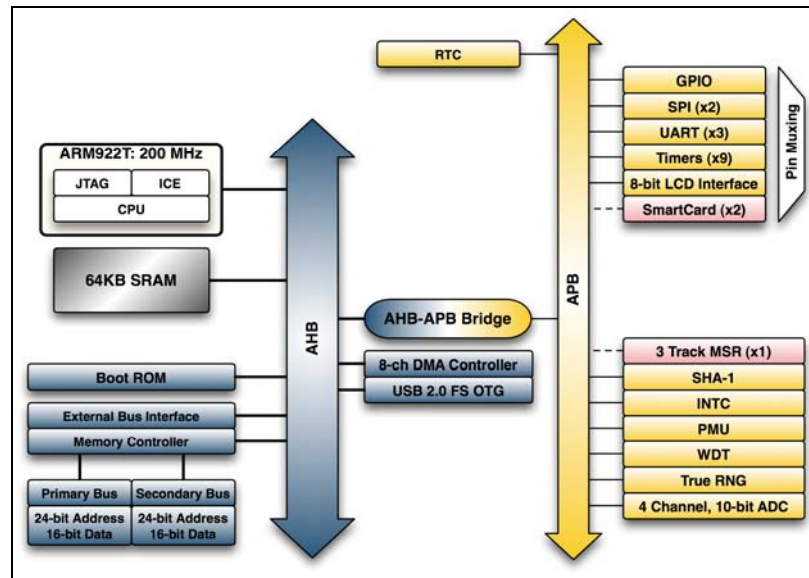 RTC
GPIO
SPI (x2)
UART (x3)
Timers (x9)
8-bit LCD Interface
SmartCard (x2)
Pin Muxing
ARM922T: 200 MHz
JTAG
ICE
CPU
64KB SRAM
AHB
AHB-APB Bridge
APB
8-ch DMA Controller
USB 2.0 FS OTG
Boot ROM
External Bus Interface
Memory Controller
Primary Bus
Secondary Bus
24-bit Address
16-bit Data
24-bit Address
16-bit Data
3 Track MSR (x1)
SHA-1
INTC
PMU
WDT
True RNG
4 Channel, 10-bit ADC